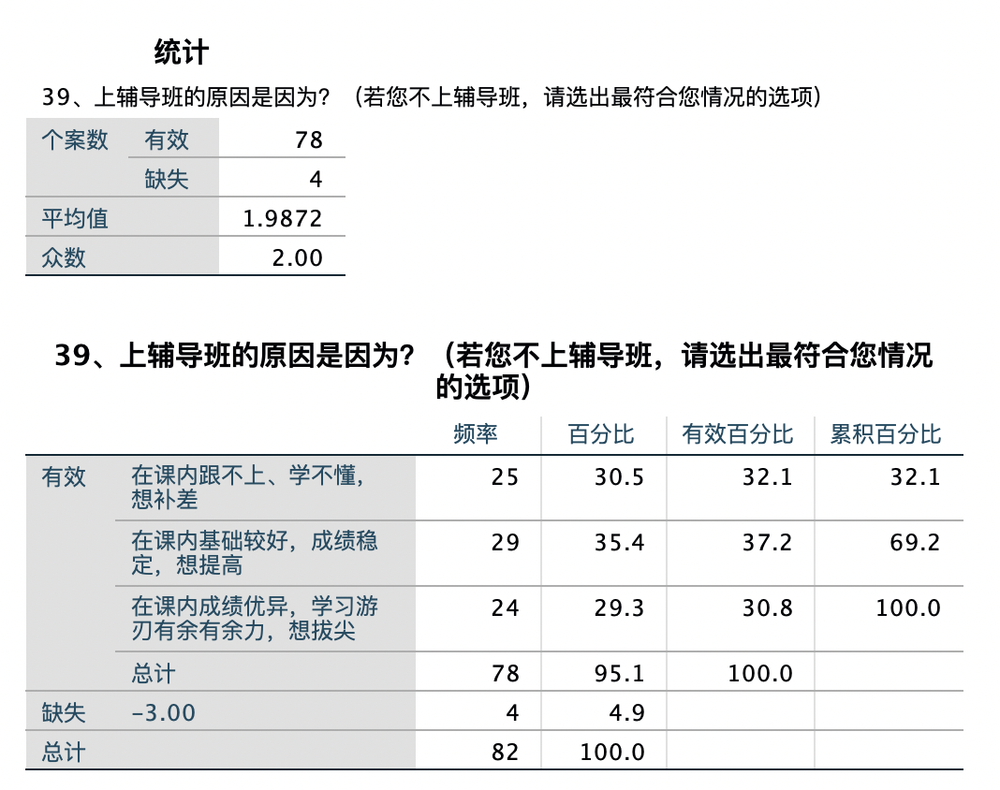 统计
39、上辅导班的原因是因为？（若您不上辅导班，请选出最符合您情况的选项）
个案数 有效 78
缺失 4
平均值 1.9872
众数 2.00
39、上辅导班的原因是因为？（若您不上辅导班，请选出最符合您情况
的选项）
频率 百分比 有效百分比 累积百分比
有效 在课内跟不上、学不懂， 25 30.5 32.1 32.1
想补差
在课内基础较好，成绩稳 29 35.4 37.2 69.2
定，想提高
在课内成绩优异，学习游 24 29.3 30.8 100.0
刃有余有余力，想拔尖
总计 78 95.1 100.0
缺失 -3.00 4 4.9
总计 82 100.0